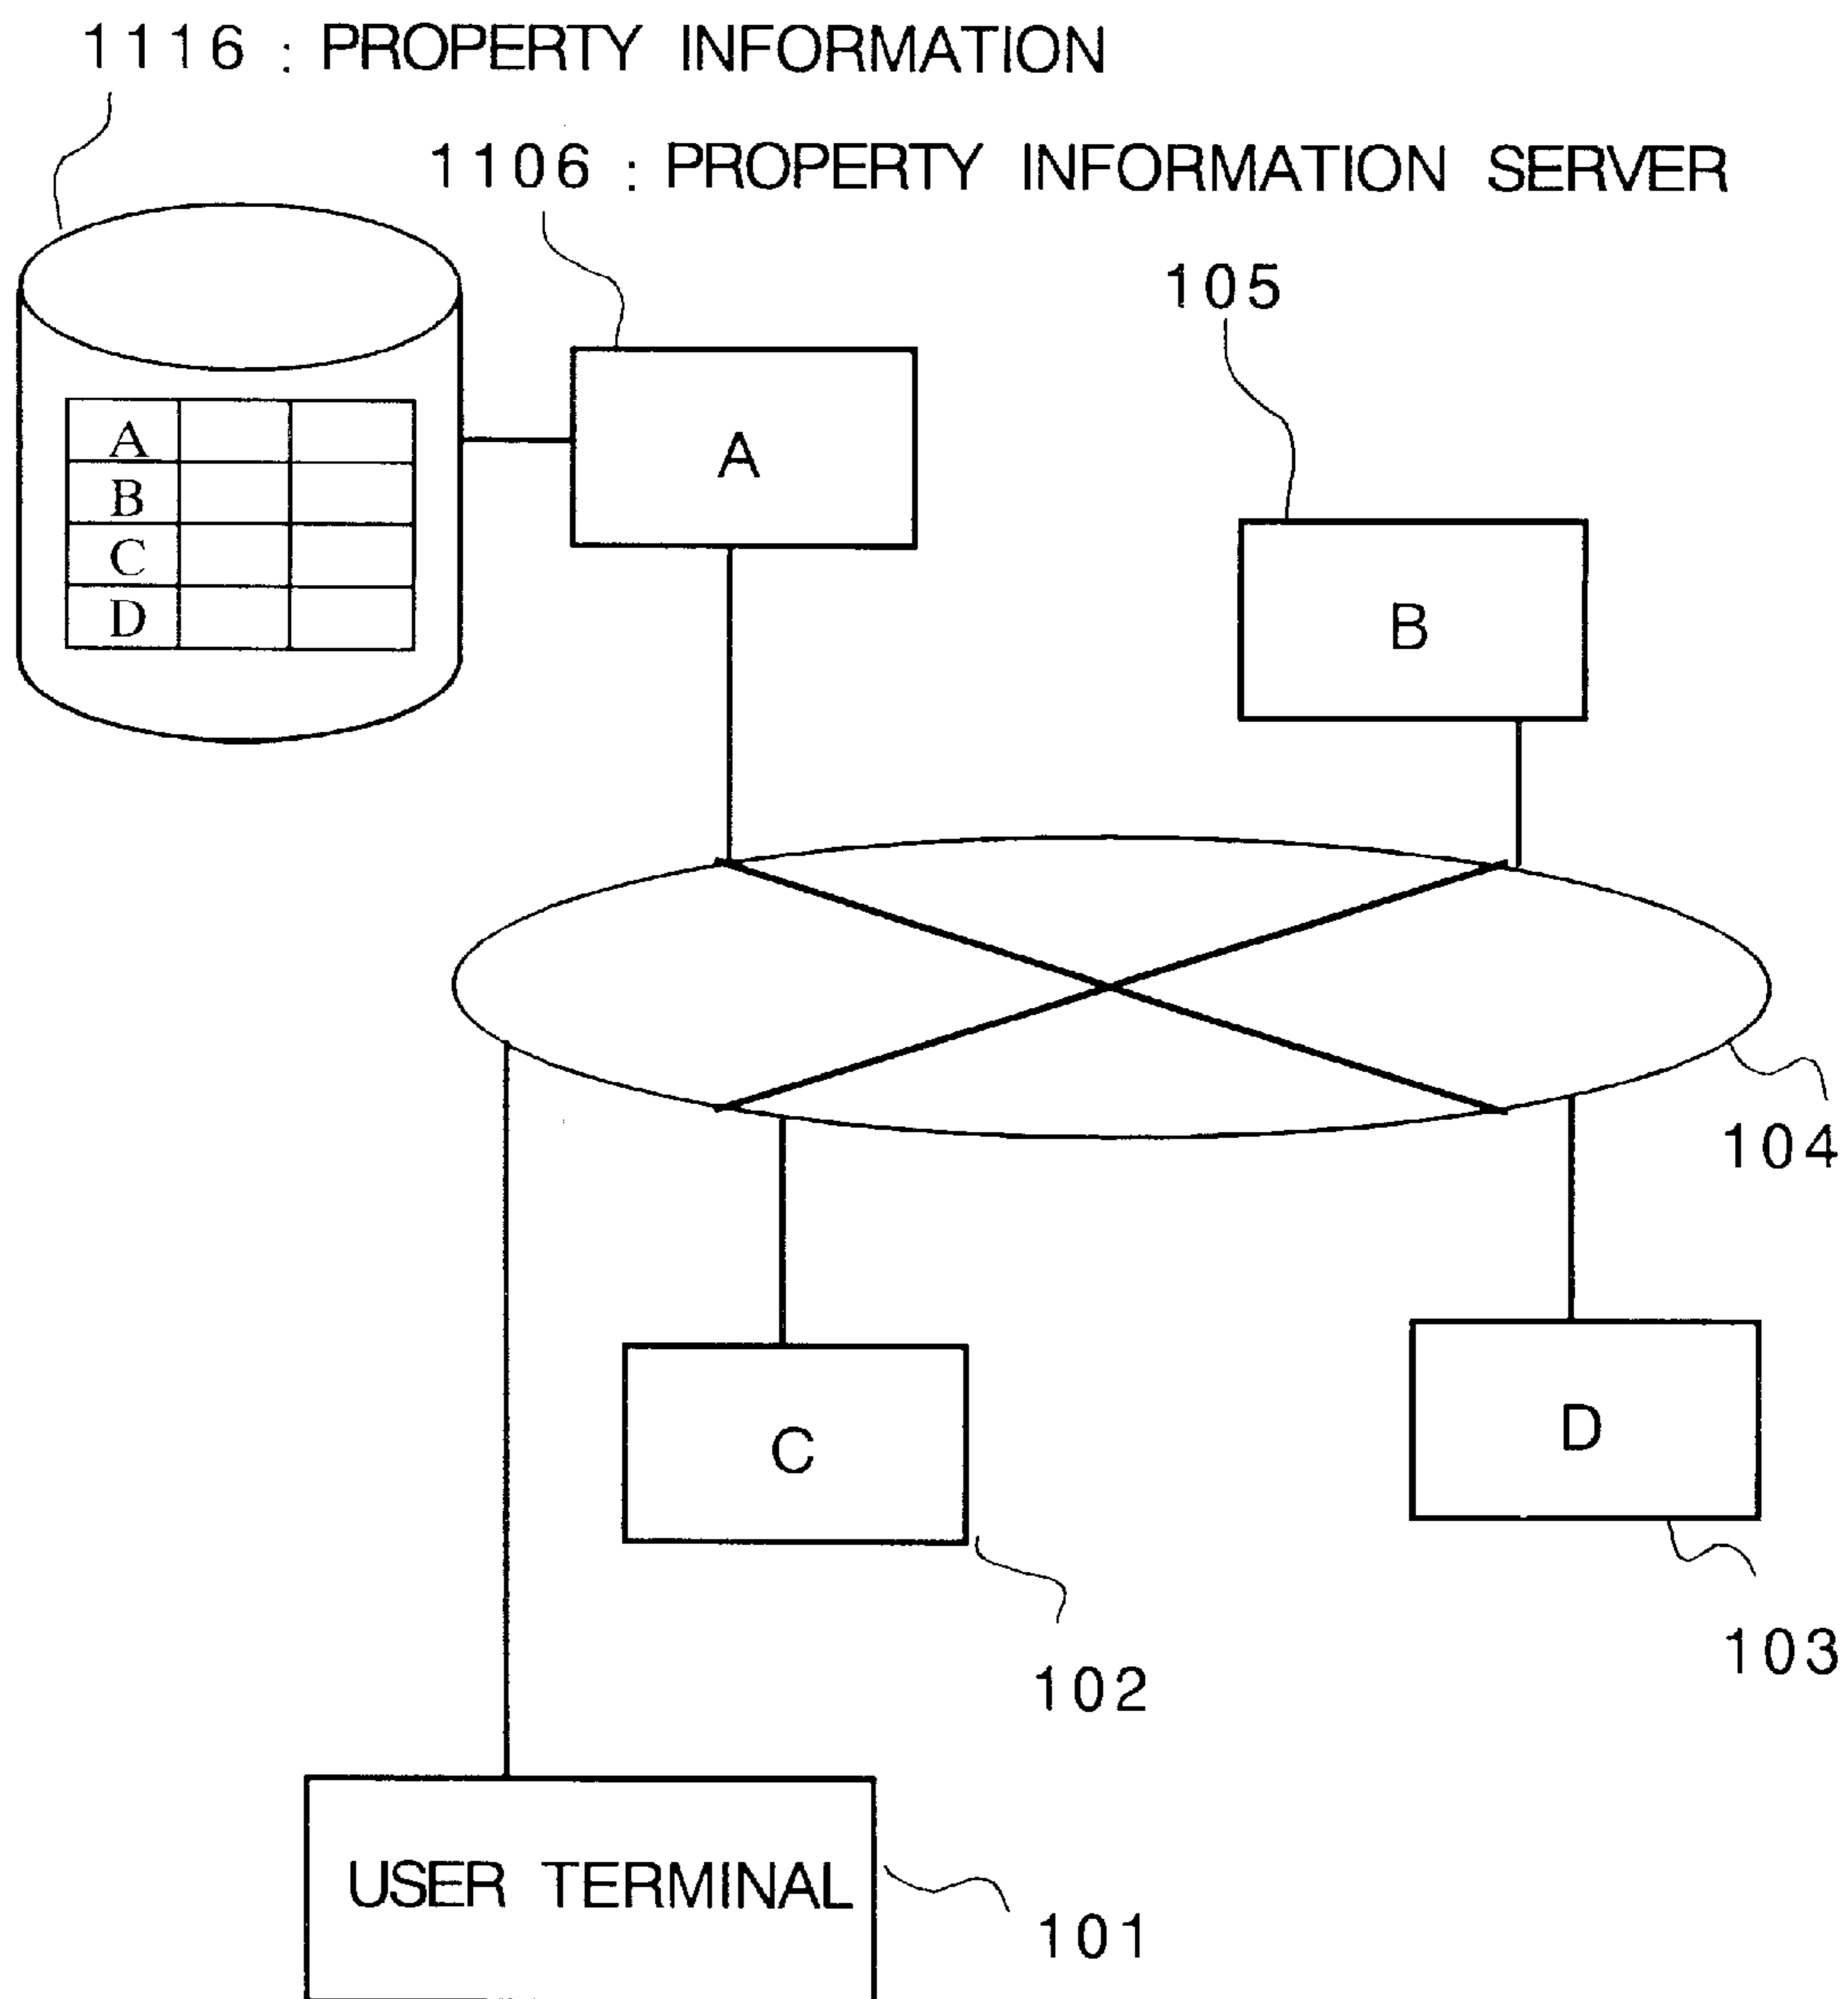 1116 : PROPERTY INFORMATION
1106 : PROPERTY INFORMATION SERVER
105
A
B
C
D
A
B
104
C
D
102
103
USER TERMINAL
101